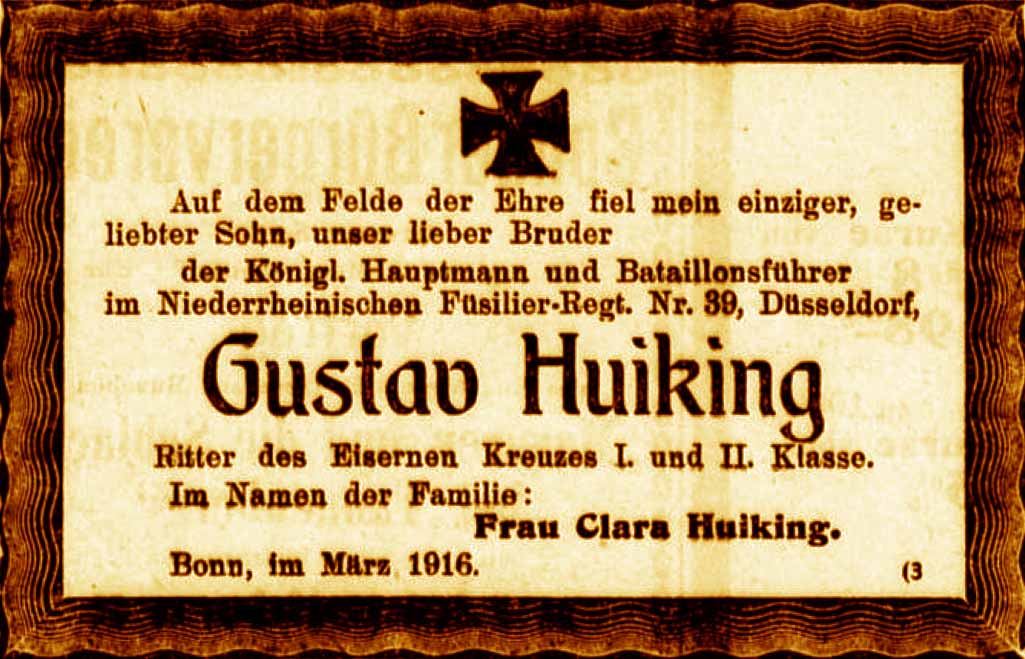 Auf dem Felde der Ehre fiel mein einziger, ge-
liebter Sohn, unser lieber Bruder
der Königl. Hauptmann und Bataillonsführer
im Niederrheinischen Füsilier-Regt. Nr. 39, Düsseldorf,
Gustav Huiking
Ritter des Eisernen Kreuzes I. und II. Klasse.
Im Namen der Familie:
Frau Clara Huiking.
Bonn, im März 1916.
(3